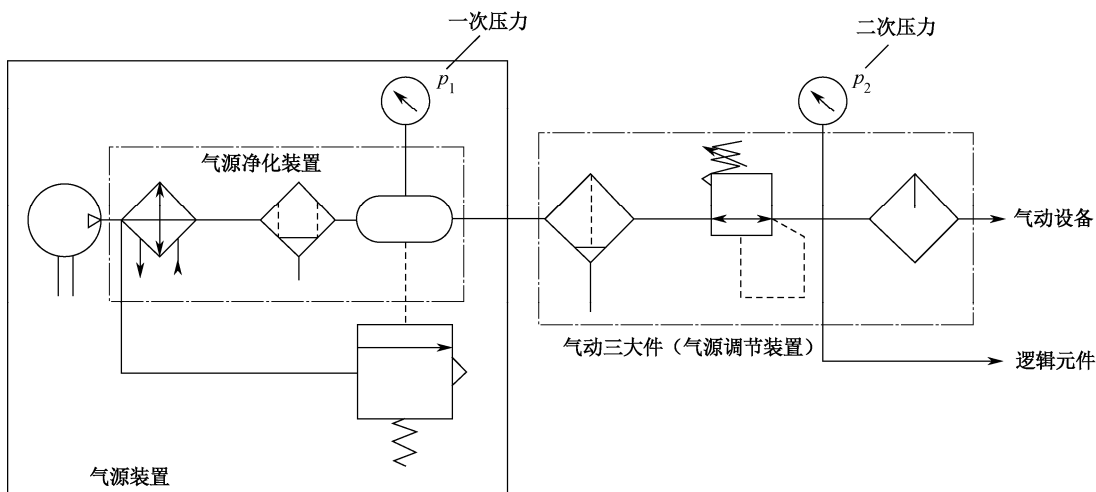 一次压力
二次压力
p1
p2
气源净化装置
气动设备
气动三大件（气源调节装置）
逻辑元件
气源装置